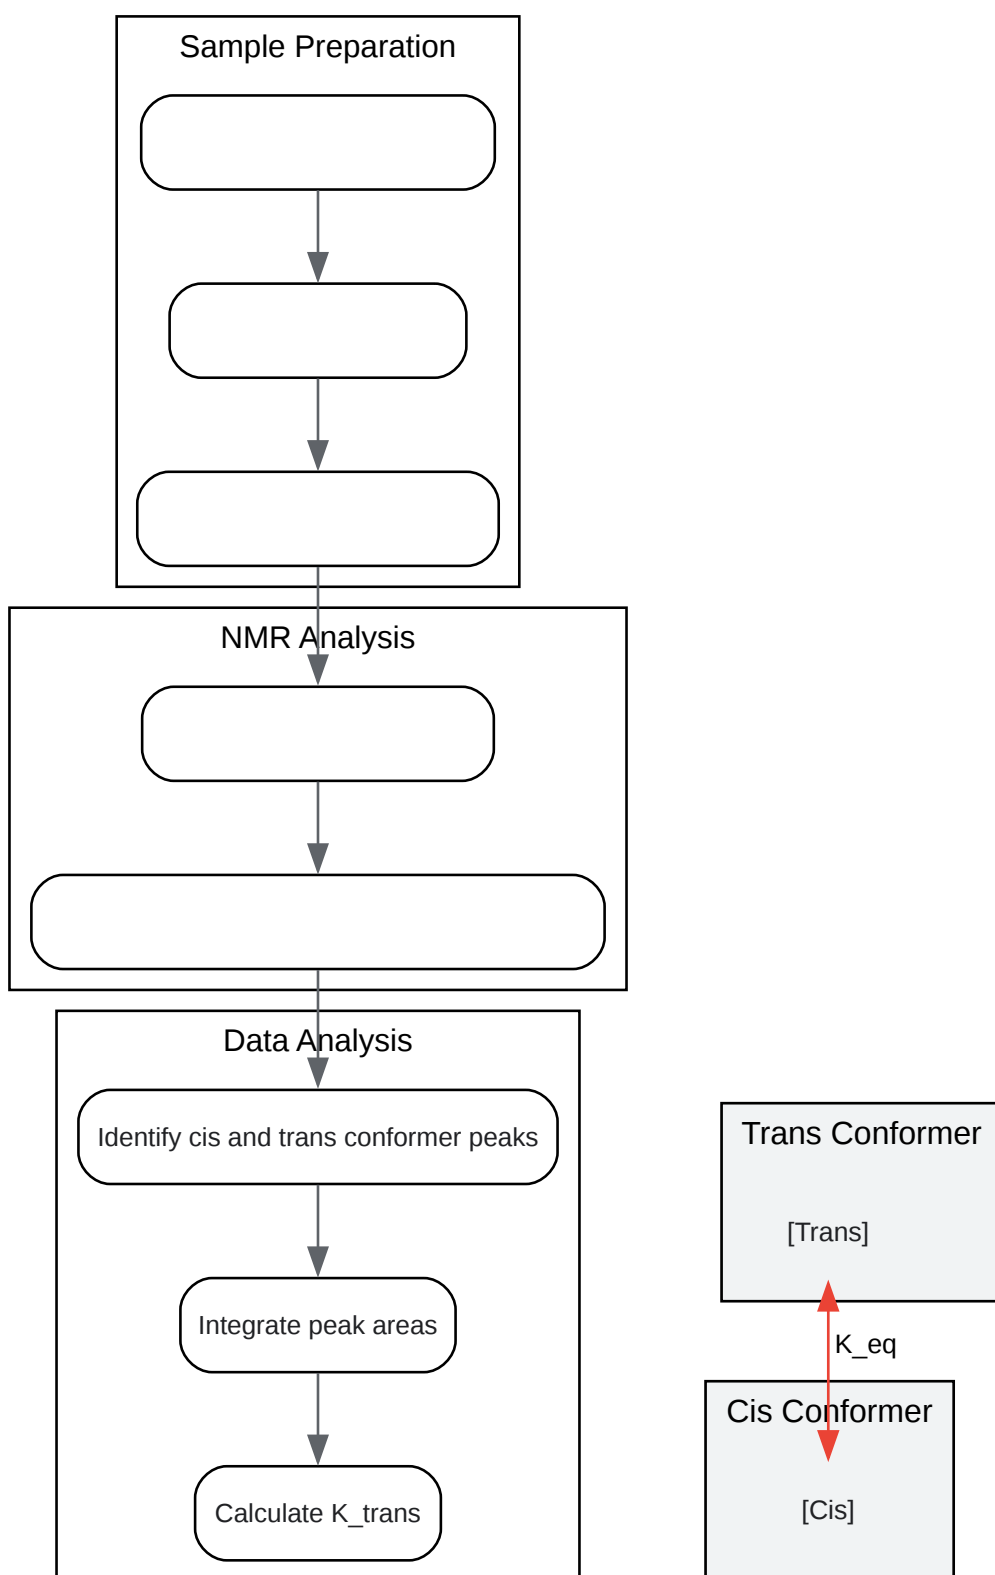 Sample Preparation
NMR Analysis
Data Analysis
Identify cis and trans conformer peaks
Integrate peak areas
Calculate K_trans
Trans Conformer
[Trans]
K_eq
Cis Conformer
[Cis]